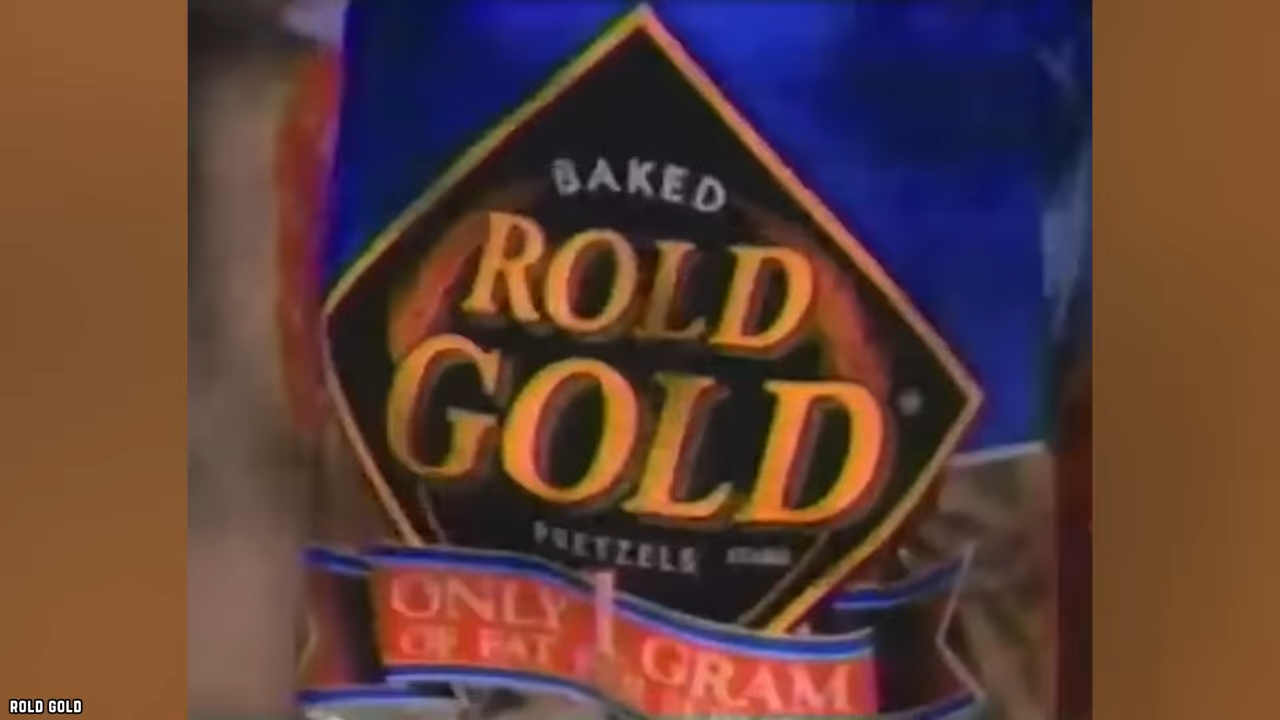 BAKED
ROLD
GOLD
PRETZELS
ONLY 1 GRAM
OF FAT
ROLD GOLD